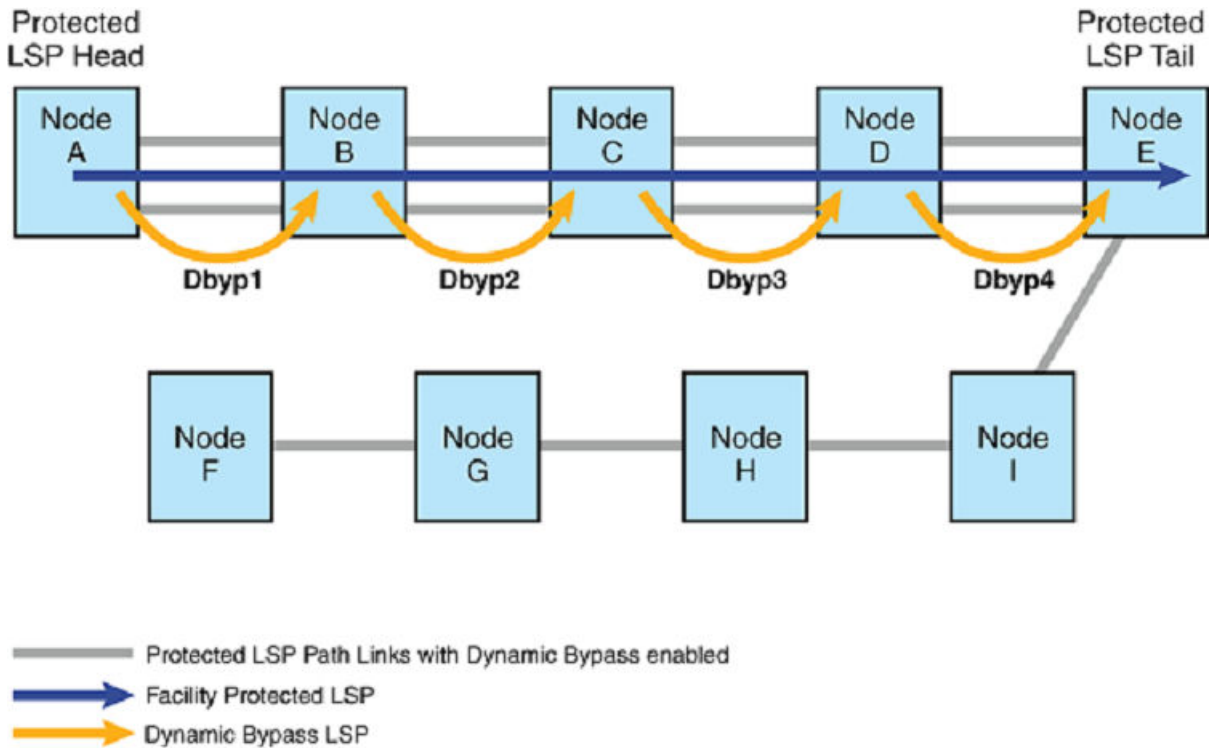 Protected
LSP Head
Protected
LSP Tail
Node
A
Node
B
Node
C
Node
D
Node
E
Dbyp1
Dbyp2
Dbyp3
Dbyp4
Node
F
Node
G
Node
H
Node
I
Protected LSP Path Links with Dynamic Bypass enabled
Facility Protected LSP
Dynamic Bypass LSP